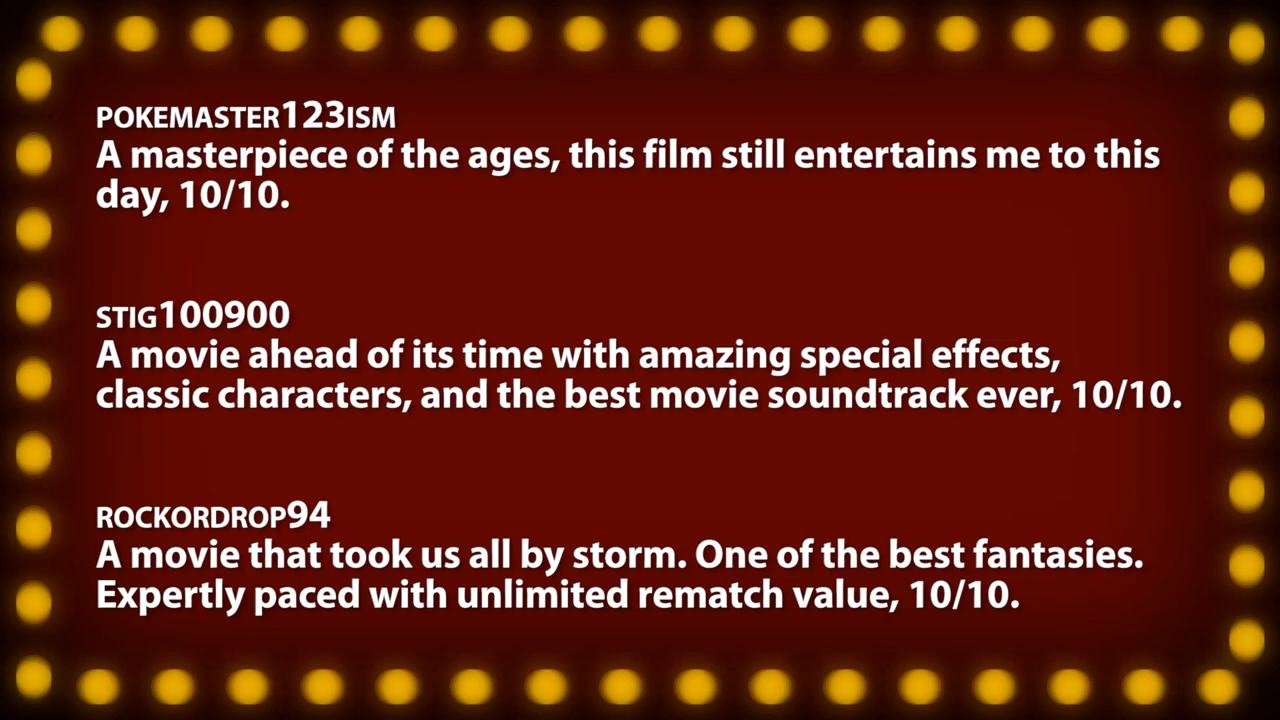 POKEMASTER123ISM
A masterpiece of the ages, this film still entertains me to this
day, 10/10.
STIG100900
A movie ahead of its time with amazing special effects,
classic characters, and the best movie soundtrack ever, 10/10.
ROCKORDROP94
A movie that took us all by storm. One of the best fantasies.
Expertly paced with unlimited rematch value, 10/10.